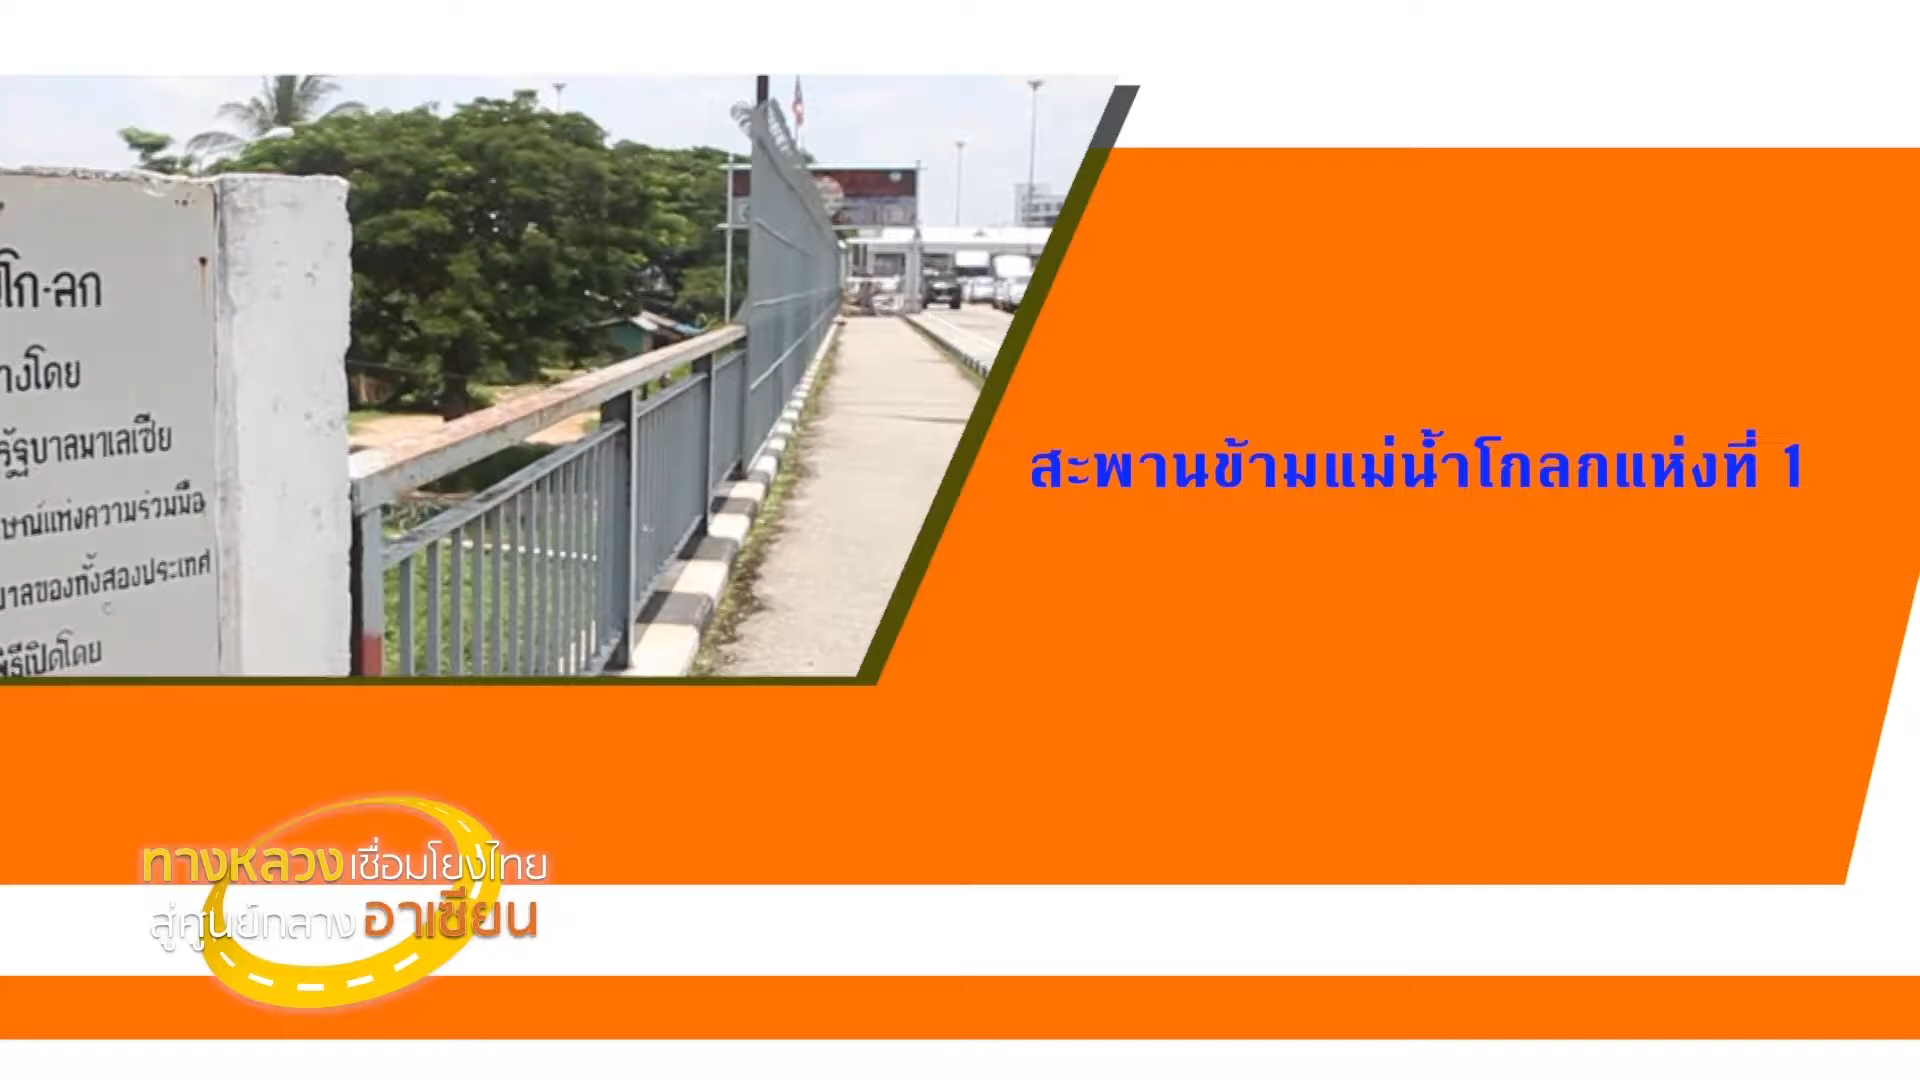 โก-ลก
างโดย
รัฐบาลมาเลเซีย
ษณ์แห่งความร่วมมือ
บาลของทั้งสองประเทศ
พิธีเปิดโดย
สะพานข้ามแม่น้ำโกลกแห่งที่ 1
ทางหลวงเชื่อมโยงไทย
สู่ศูนย์กลางอาเซียน